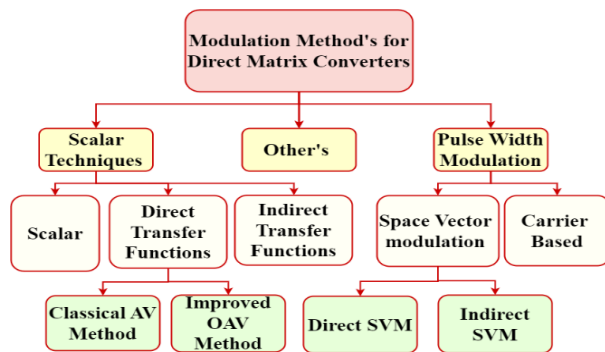 Modulation Method's for
Direct Matrix Converters
Scalar
Techniques
Other's
Pulse Width
Modulation
Scalar
Direct
Transfer
Functions
Indirect
Transfer
Functions
Space Vector
modulation
Carrier
Based
Classical AV
Method
Improved
OAV Method
Direct SVM
Indirect
SVM